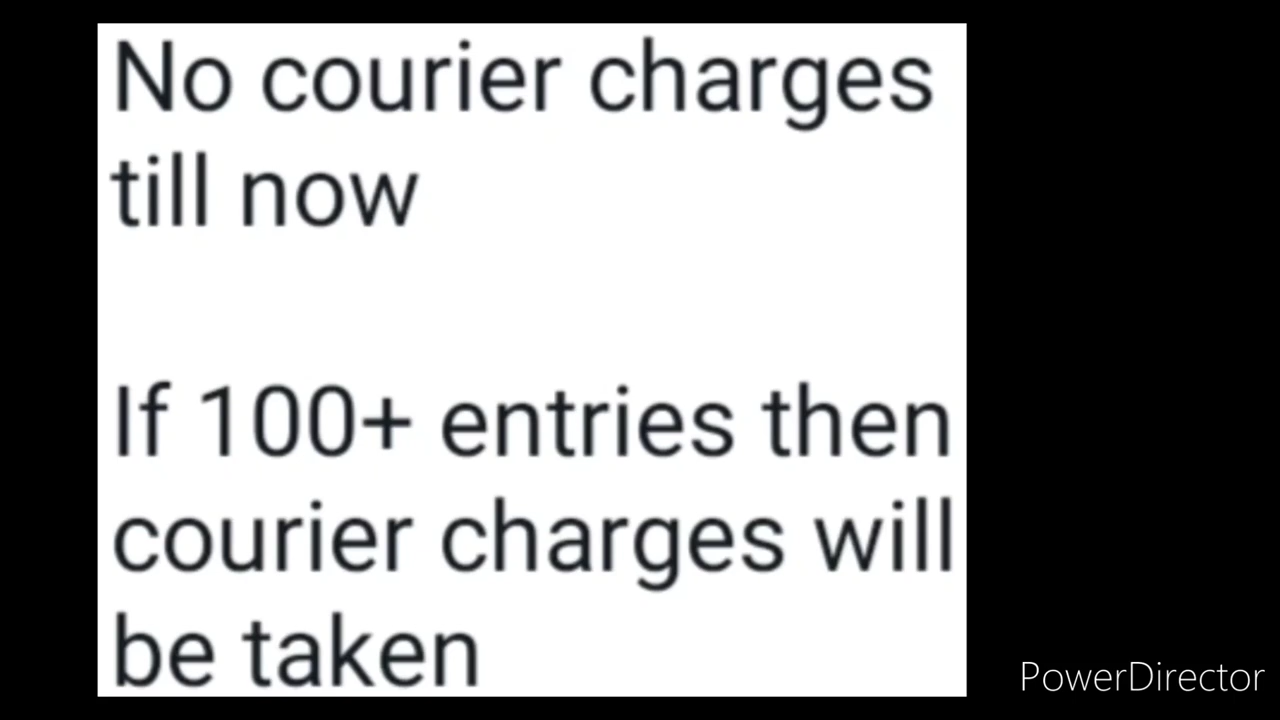 No courier charges
till now
If 100+ entries then
courier charges will
be taken
PowerDirector